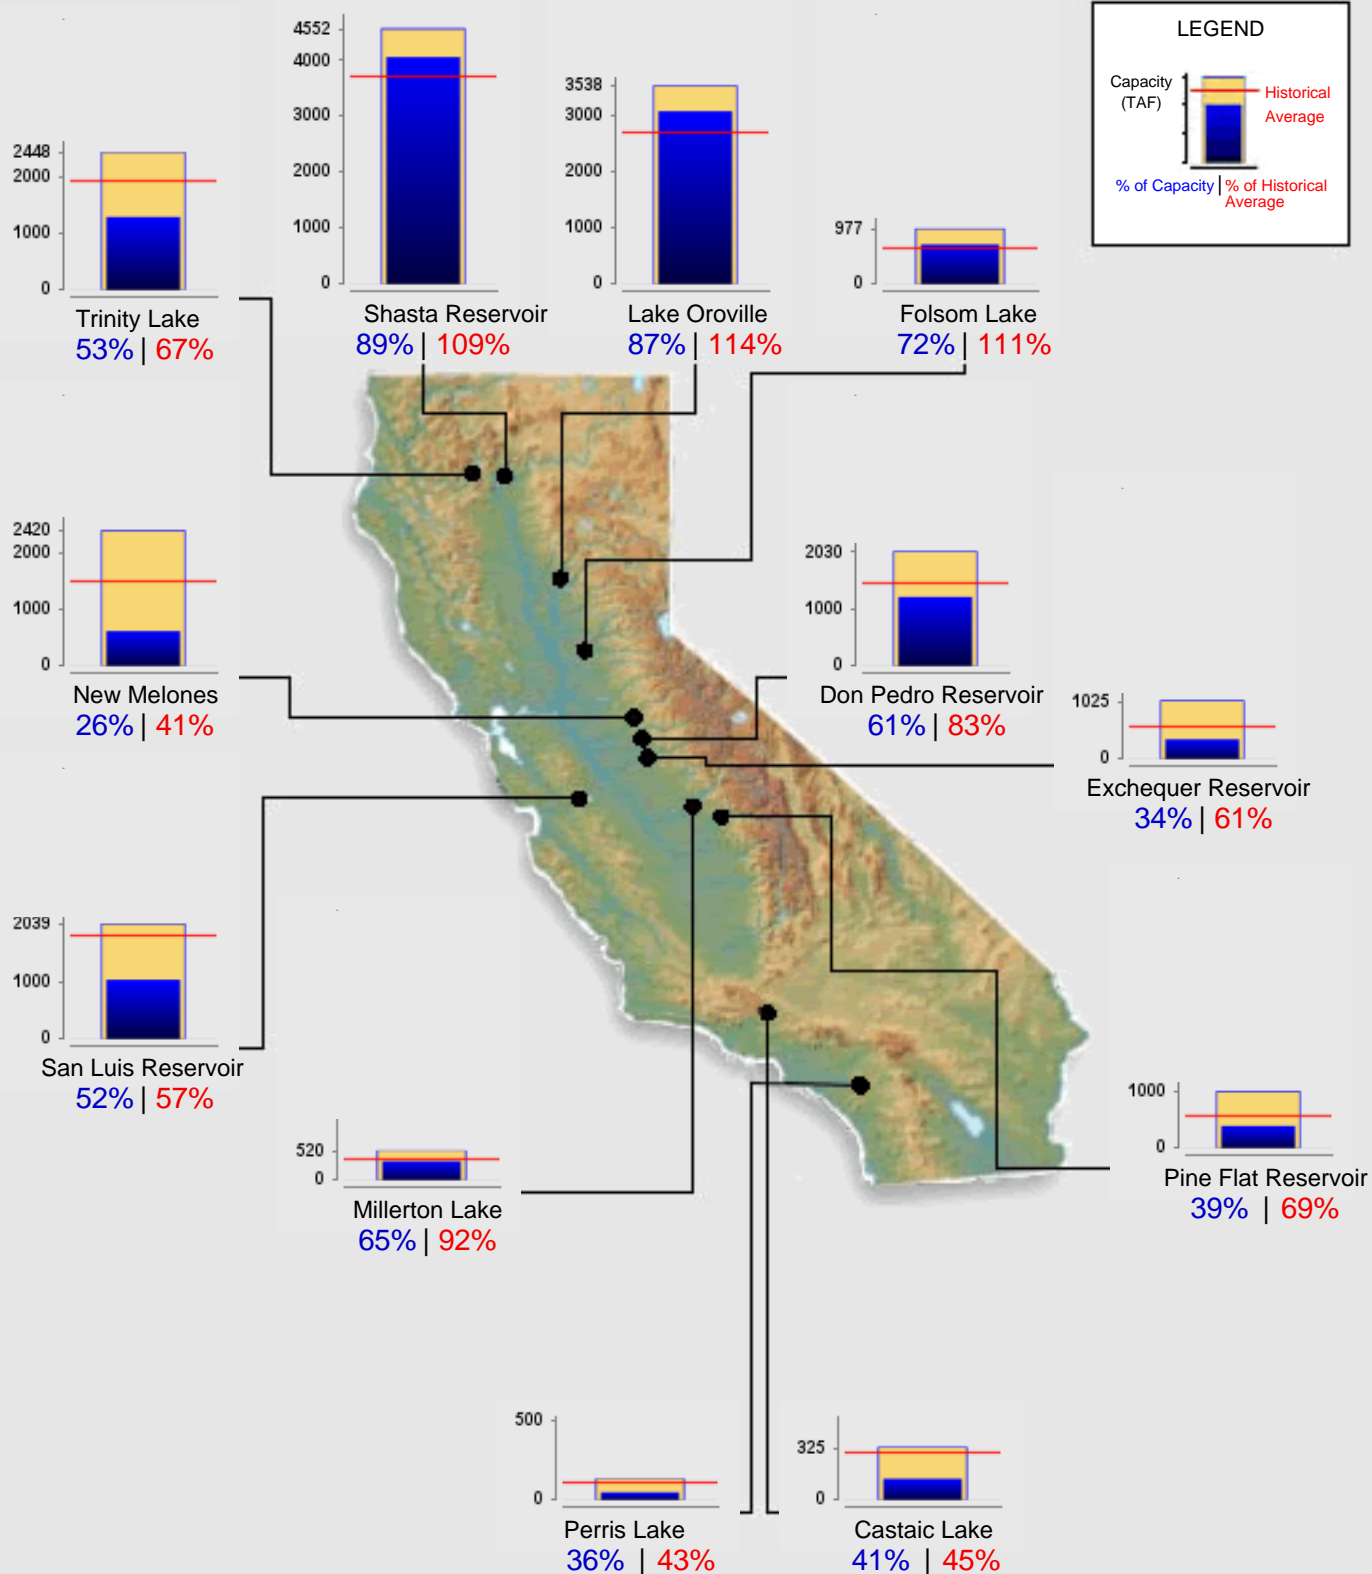 LEGEND
Capacity
(TAF)
Historical
Average
% of Capacity | % of Historical
Average
2448
2000
1000
0
Trinity Lake
53% | 67%
4552
4000
3000
2000
1000
0
Shasta Reservoir
89% | 109%
3538
3000
2000
1000
0
Lake Oroville
87% | 114%
977
0
Folsom Lake
72% | 111%
2420
2000
1000
0
New Melones
26% | 41%
2030
1000
0
Don Pedro Reservoir
61% | 83%
1025
0
Exchequer Reservoir
34% | 61%
2039
1000
0
San Luis Reservoir
52% | 57%
520
0
Millerton Lake
65% | 92%
1000
0
Pine Flat Reservoir
39% | 69%
500
0
Perris Lake
36% | 43%
325
0
Castaic Lake
41% | 45%